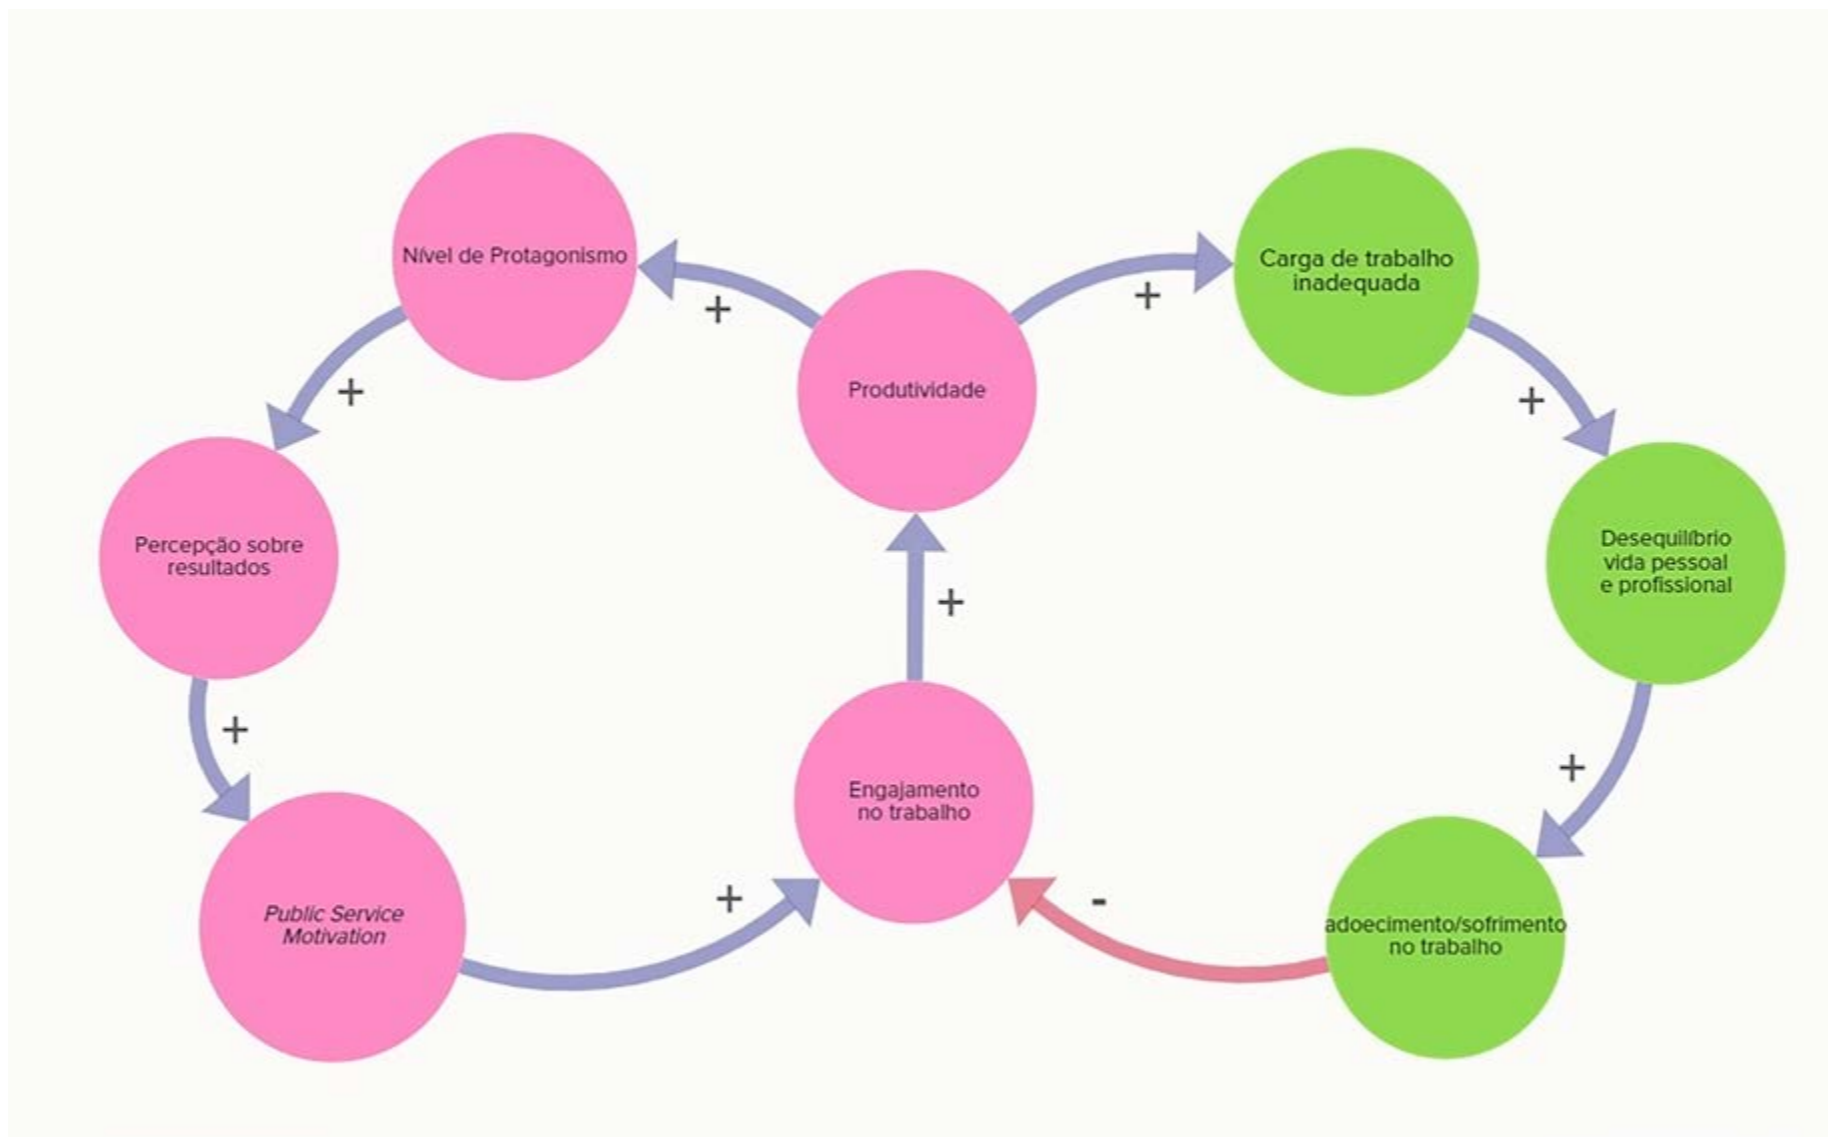 Nível de Protagonismo
+
Produtividade
+
Carga de trabalho
inadequada
+
+
Percepção sobre
resultados
Desequilíbrio
vida pessoal
e profissional
+
+
+
Engajamento
no trabalho
Public Service
Motivation
+
-
adoecimento/sofrimento
no trabalho